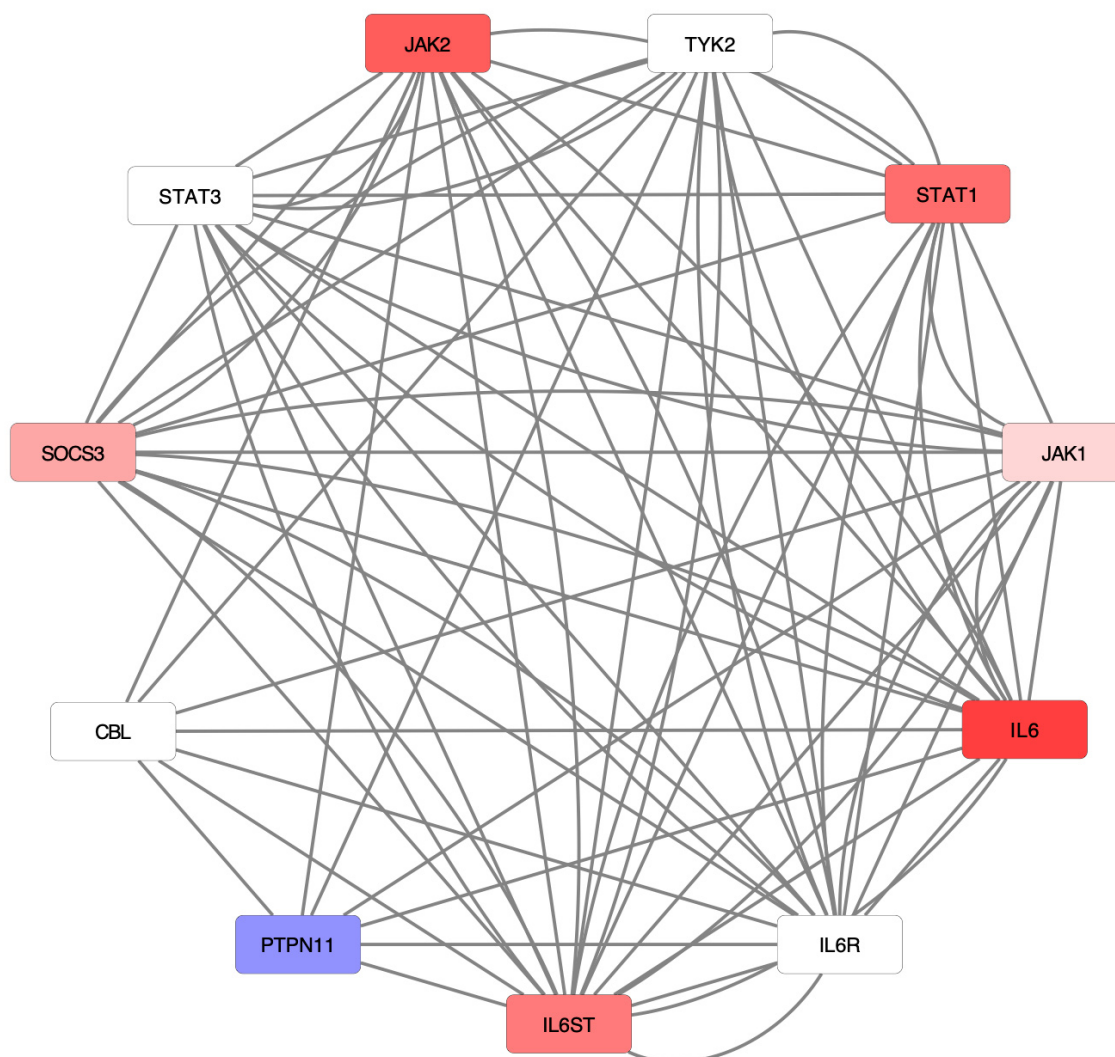 JAK2
TYK2
STAT3
STAT1
SOCS3
JAK1
CBL
IL6
PTPN11
IL6R
IL6ST